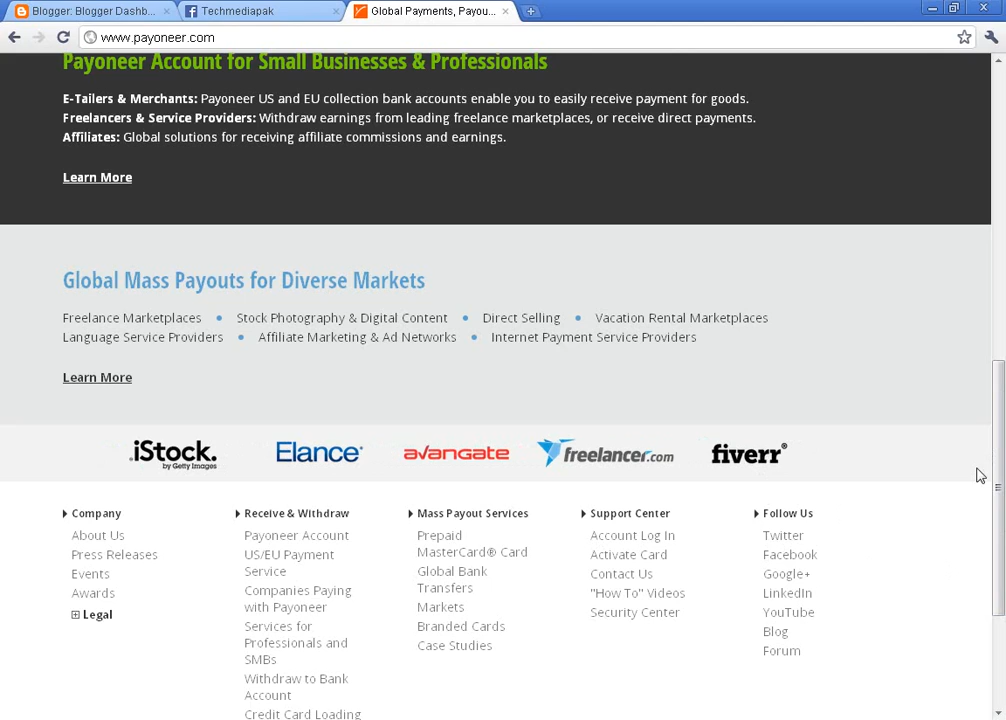 Blogger: Blogger Dashb...
Techmediapak
Global Payments, Payou...
www.payoneer.com
Payoneer Account for Small Businesses & Professionals
E-Tailers & Merchants: Payoneer US and EU collection bank accounts enable you to easily receive payment for goods.
Freelancers & Service Providers: Withdraw earnings from leading freelance marketplaces, or receive direct payments.
Affiliates: Global solutions for receiving affiliate commissions and earnings.
Learn More
Global Mass Payouts for Diverse Markets
Freelance Marketplaces • Stock Photography & Digital Content • Direct Selling • Vacation Rental Marketplaces
Language Service Providers • Affiliate Marketing & Ad Networks • Internet Payment Service Providers
Learn More
iStock.
by Getty Images
Elance®
avangate
freelancer.com
fiverr®
Company
About Us
Press Releases
Events
Awards
Legal
Receive & Withdraw
Payoneer Account
US/EU Payment
Service
Companies Paying
with Payoneer
Services for
Professionals and
SMBs
Withdraw to Bank
Account
Credit Card Loading
Mass Payout Services
Prepaid
MasterCard® Card
Global Bank
Transfers
Markets
Branded Cards
Case Studies
Support Center
Account Log In
Activate Card
Contact Us
"How To" Videos
Security Center
Follow Us
Twitter
Facebook
Google+
LinkedIn
YouTube
Blog
Forum